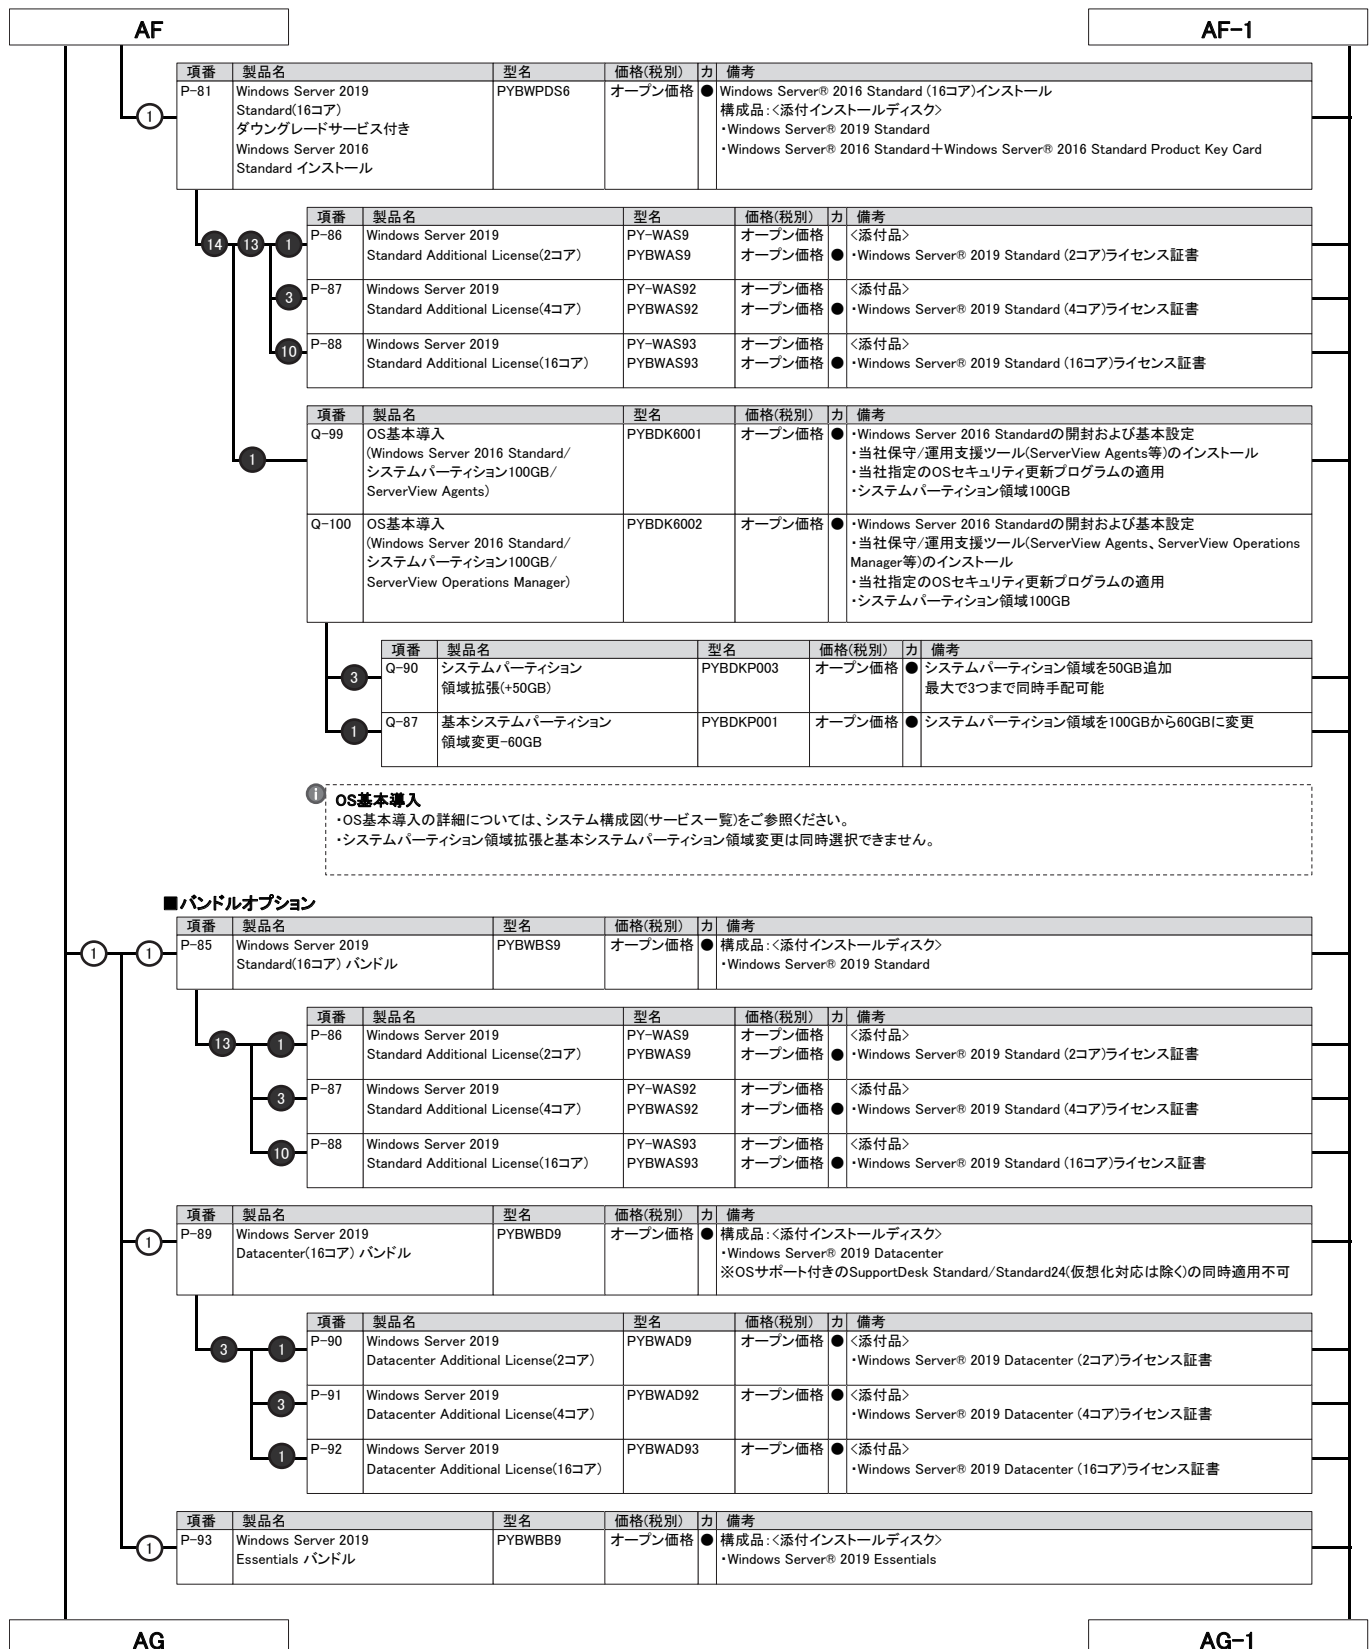 AF
AF-1
項番 製品名 型名 価格(税別) カ 備考
P-81 Windows Server 2019 PYBWPDS6 オープン価格 ● Windows Server® 2016 Standard (16コア)インストール
Standard(16コア) 構成品:<添付インストールディスク>
ダウングレードサービス付き ・Windows Server® 2019 Standard
Windows Server 2016 ・Windows Server® 2016 Standard+Windows Server® 2016 Standard Product Key Card
Standard インストール
1
項番 製品名 型名 価格(税別) カ 備考
14 13 1 P-86 Windows Server 2019 PY-WAS9 オープン価格 <添付品>
Standard Additional License(2コア) PYBWAS9 オープン価格 ● ・Windows Server® 2019 Standard (2コア)ライセンス証書
3 P-87 Windows Server 2019 PY-WAS92 オープン価格 <添付品>
Standard Additional License(4コア) PYBWAS92 オープン価格 ● ・Windows Server® 2019 Standard (4コア)ライセンス証書
10 P-88 Windows Server 2019 PY-WAS93 オープン価格 <添付品>
Standard Additional License(16コア) PYBWAS93 オープン価格 ● ・Windows Server® 2019 Standard (16コア)ライセンス証書
項番 製品名 型名 価格(税別) カ 備考
Q-99 OS基本導入 PYBDK6001 オープン価格 ● ・Windows Server 2016 Standardの開封および基本設定
(Windows Server 2016 Standard/ ・当社保守/運用支援ツール(ServerView Agents等)のインストール
1 システムパーティション100GB/ ・当社指定のOSセキュリティ更新プログラムの適用
ServerView Agents) ・システムパーティション領域100GB
Q-100 OS基本導入 PYBDK6002 オープン価格 ● ・Windows Server 2016 Standardの開封および基本設定
(Windows Server 2016 Standard/ ・当社保守/運用支援ツール(ServerView Agents、ServerView Operations
システムパーティション100GB/ Manager等)のインストール
ServerView Operations Manager) ・当社指定のOSセキュリティ更新プログラムの適用
・システムパーティション領域100GB
項番 製品名 型名 価格(税別) カ 備考
3 Q-90 システムパーティション PYBDKP003 オープン価格 ● システムパーティション領域を50GB追加
領域拡張(+50GB) 最大で3つまで同時手配可能
1 Q-87 基本システムパーティション PYBDKP001 オープン価格 ● システムパーティション領域を100GBから60GBに変更
領域変更-60GB
i OS基本導入
・OS基本導入の詳細については、システム構成図(サービス一覧)をご参照ください。
・システムパーティション領域拡張と基本システムパーティション領域変更は同時選択できません。
■バンドルオプション
項番 製品名 型名 価格(税別) カ 備考
1 1 P-85 Windows Server 2019 PYBWBS9 オープン価格 ● 構成品:<添付インストールディスク>
Standard(16コア) バンドル ・Windows Server® 2019 Standard
項番 製品名 型名 価格(税別) カ 備考
13 1 P-86 Windows Server 2019 PY-WAS9 オープン価格 <添付品>
Standard Additional License(2コア) PYBWAS9 オープン価格 ● ・Windows Server® 2019 Standard (2コア)ライセンス証書
3 P-87 Windows Server 2019 PY-WAS92 オープン価格 <添付品>
Standard Additional License(4コア) PYBWAS92 オープン価格 ● ・Windows Server® 2019 Standard (4コア)ライセンス証書
10 P-88 Windows Server 2019 PY-WAS93 オープン価格 <添付品>
Standard Additional License(16コア) PYBWAS93 オープン価格 ● ・Windows Server® 2019 Standard (16コア)ライセンス証書
項番 製品名 型名 価格(税別) カ 備考
1 P-89 Windows Server 2019 PYBWBD9 オープン価格 ● 構成品:<添付インストールディスク>
Datacenter(16コア) バンドル ・Windows Server® 2019 Datacenter
※OSサポート付きのSupportDesk Standard/Standard24(仮想化対応は除く)の同時適用不可
項番 製品名 型名 価格(税別) カ 備考
3 1 P-90 Windows Server 2019 PYBWAD9 オープン価格 ● <添付品>
Datacenter Additional License(2コア) ・Windows Server® 2019 Datacenter (2コア)ライセンス証書
3 P-91 Windows Server 2019 PYBWAD92 オープン価格 ● <添付品>
Datacenter Additional License(4コア) ・Windows Server® 2019 Datacenter (4コア)ライセンス証書
1 P-92 Windows Server 2019 PYBWAD93 オープン価格 ● <添付品>
Datacenter Additional License(16コア) ・Windows Server® 2019 Datacenter (16コア)ライセンス証書
項番 製品名 型名 価格(税別) カ 備考
1 P-93 Windows Server 2019 PYBWBB9 オープン価格 ● 構成品:<添付インストールディスク>
Essentials バンドル ・Windows Server® 2019 Essentials
AG
AG-1